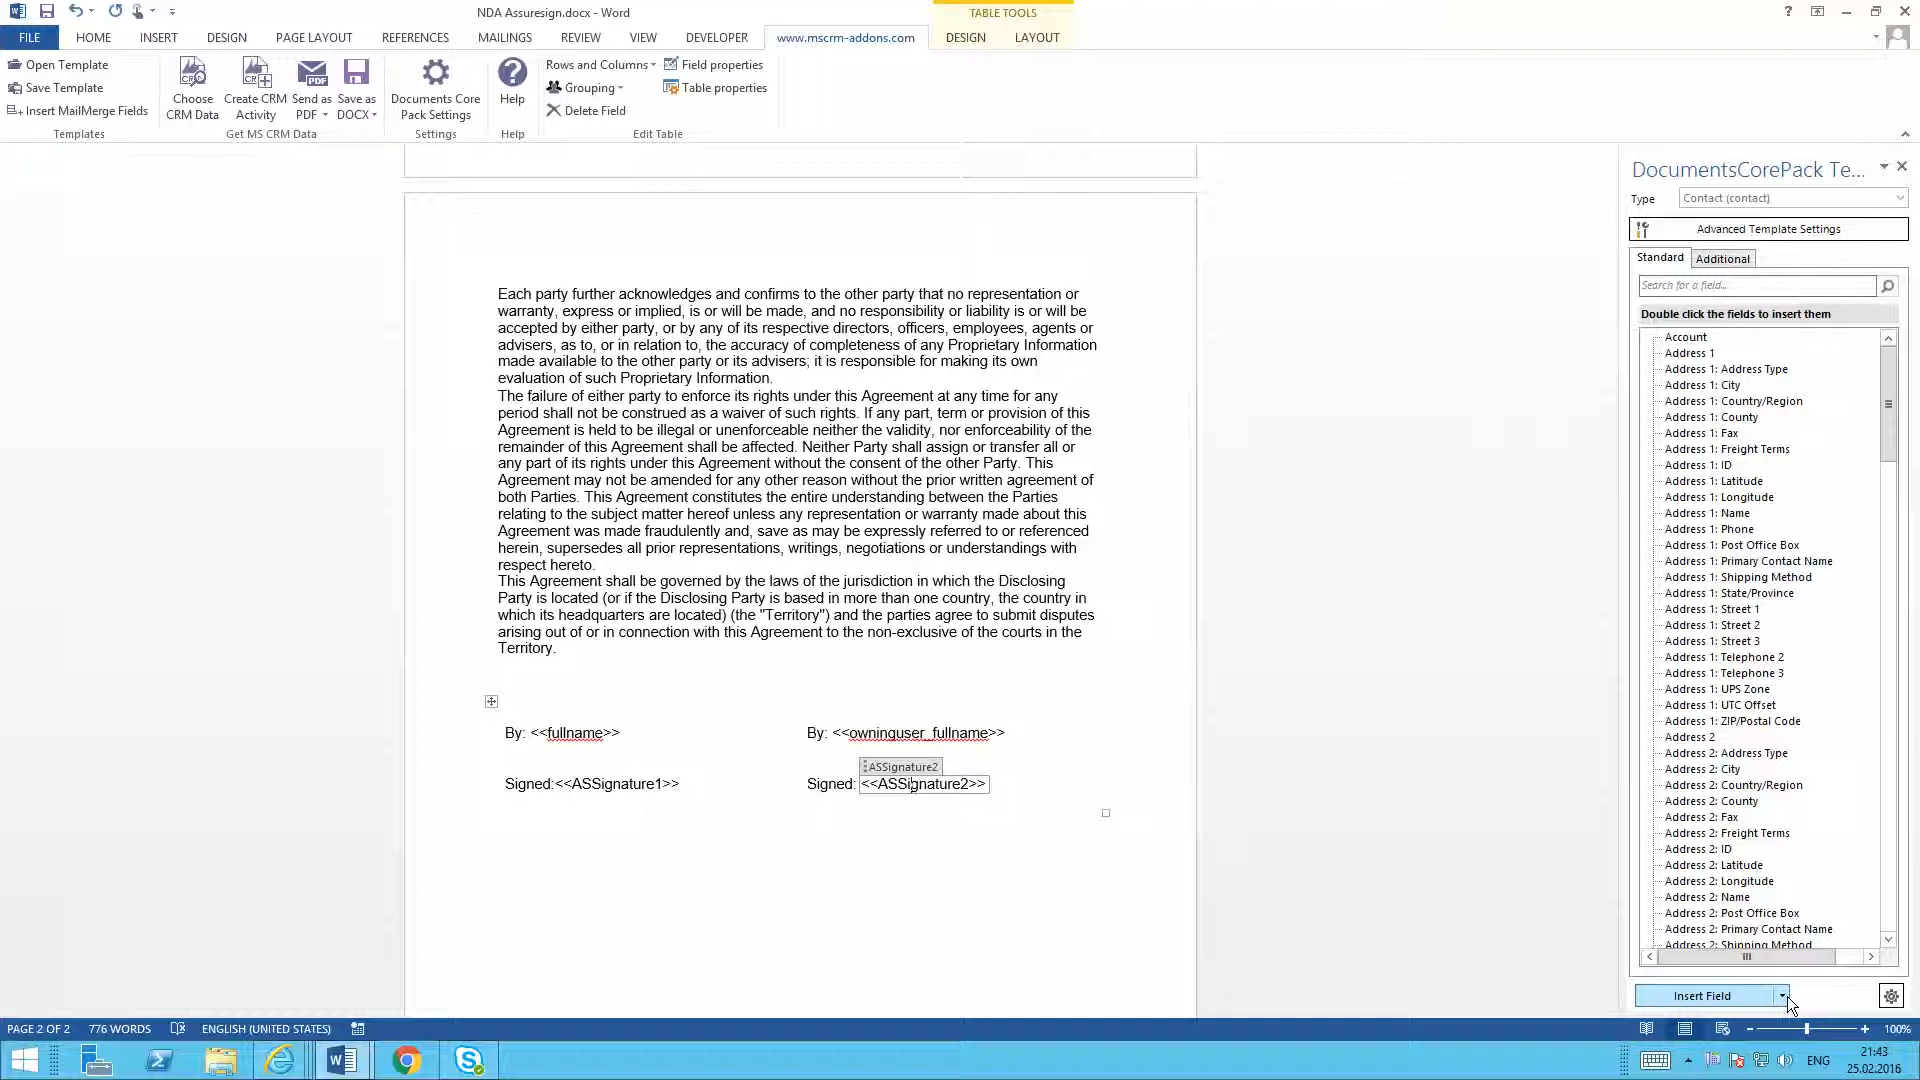 NDA Assuresign.docx - Word
TABLE TOOLS
FILE
HOME
INSERT
DESIGN
PAGE LAYOUT
REFERENCES
MAILINGS
REVIEW
VIEW
DEVELOPER
www.mscrm-addons.com
DESIGN
LAYOUT
Open Template
Save Template
Insert MailMerge Fields
Templates
Choose CRM Data
Create CRM Activity
Send as PDF
Save as DOCX
Get MS CRM Data
Documents Core Pack Settings
Settings
Help
Help
Rows and Columns
Grouping
Delete Field
Field properties
Table properties
Edit Table
Each party further acknowledges and confirms to the other party that no representation or
warranty, express or implied, is or will be made, and no responsibility or liability is or will be
accepted by either party, or by any of its respective directors, officers, employees, agents or
advisers, as to, or in relation to, the accuracy of completeness of any Proprietary Information
made available to the other party or its advisers; it is responsible for making its own
evaluation of such Proprietary Information.
The failure of either party to enforce its rights under this Agreement at any time for any
period shall not be construed as a waiver of such rights. If any part, term or provision of this
Agreement is held to be illegal or unenforceable neither the validity, nor enforceability of the
remainder of this Agreement shall be affected. Neither Party shall assign or transfer all or
any part of its rights under this Agreement without the consent of the other Party. This
Agreement may not be amended for any other reason without the prior written agreement of
both Parties. This Agreement constitutes the entire understanding between the Parties
relating to the subject matter hereof unless any representation or warranty made about this
Agreement was made fraudulently and, save as may be expressly referred to or referenced
herein, supersedes all prior representations, writings, negotiations or understandings with
respect hereto.
This Agreement shall be governed by the laws of the jurisdiction in which the Disclosing
Party is located (or if the Disclosing Party is based in more than one country, the country in
which its headquarters are located) (the "Territory") and the parties agree to submit disputes
arising out of or in connection with this Agreement to the non-exclusive of the courts in the
Territory.
By: <<fullname>>
By: <<owninguser_fullname>>
ASSignature2
Signed:<<ASSignature1>>
Signed: <<ASSignature2>>
DocumentsCorePack Te...
Type
Contact (contact)
Advanced Template Settings
Standard
Additional
Search for a field...
Double click the fields to insert them
Account
Address 1
Address 1: Address Type
Address 1: City
Address 1: Country/Region
Address 1: County
Address 1: Fax
Address 1: Freight Terms
Address 1: ID
Address 1: Latitude
Address 1: Longitude
Address 1: Name
Address 1: Phone
Address 1: Post Office Box
Address 1: Primary Contact Name
Address 1: Shipping Method
Address 1: State/Province
Address 1: Street 1
Address 1: Street 2
Address 1: Street 3
Address 1: Telephone 2
Address 1: Telephone 3
Address 1: UPS Zone
Address 1: UTC Offset
Address 1: ZIP/Postal Code
Address 2
Address 2: Address Type
Address 2: City
Address 2: Country/Region
Address 2: County
Address 2: Fax
Address 2: Freight Terms
Address 2: ID
Address 2: Latitude
Address 2: Longitude
Address 2: Name
Address 2: Post Office Box
Address 2: Primary Contact Name
Address 2: Shipping Method
Insert Field
PAGE 2 OF 2
776 WORDS
ENGLISH (UNITED STATES)
100%
ENG
21:43
25.02.2016